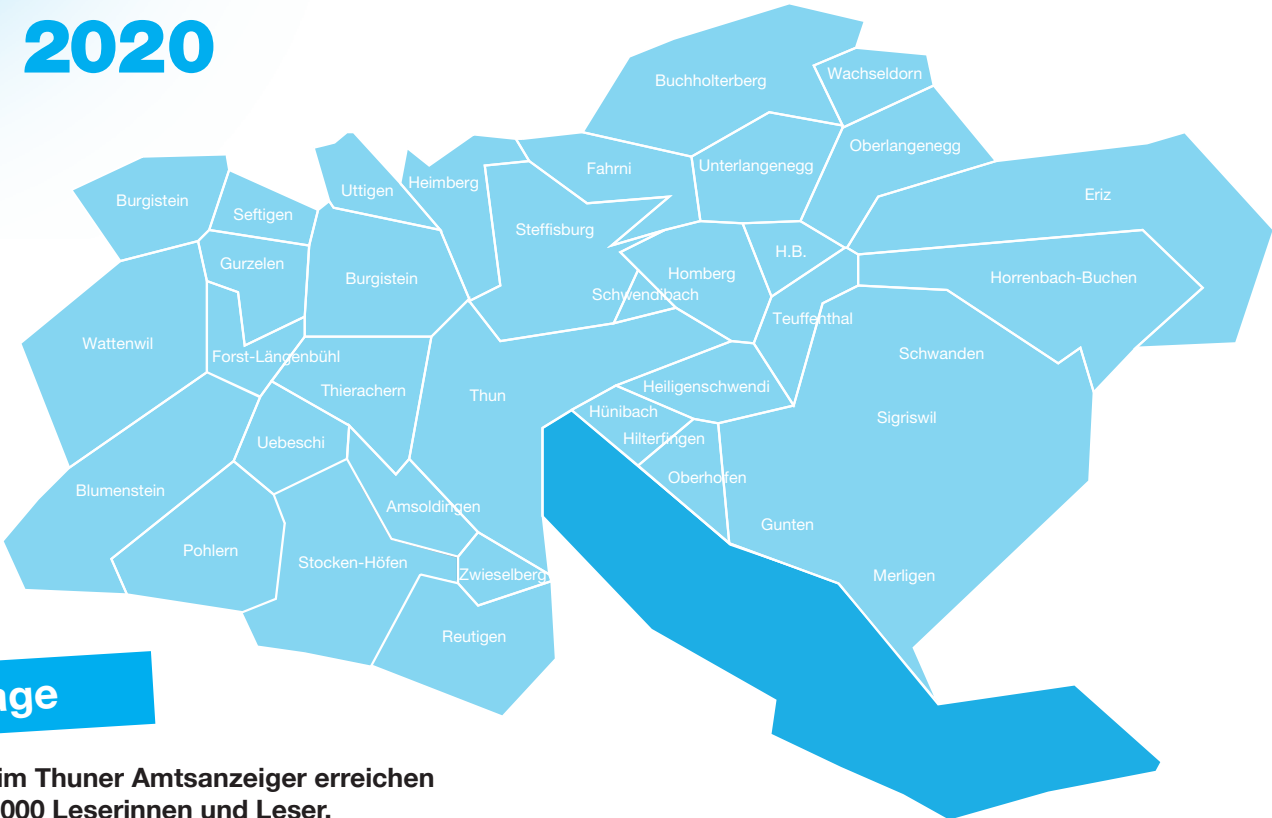 2020
Buchholterberg
Wachseldorn
Oberlangenegg
Unterlangenegg
Fahrni
Heimberg
Uttigen
Eriz
Burgistein
Seftigen
Steffisburg
H.B.
Gurzelen
Burgistein
Homberg
Horrenbach-Buchen
Schwendibach
Teuffenthal
Wattenwil
Forst-Längenbühl
Schwanden
Thierachern
Thun
Heiligenschwendi
Hünibach
Sigriswil
Uebeschi
Hilterfingen
Oberhofen
Blumenstein
Amsoldingen
Gunten
Pohlern
Stocken-Höfen
Zwieselberg
Merligen
Reutigen
age
im Thuner Amtsanzeiger erreichen
000 Leserinnen und Leser.